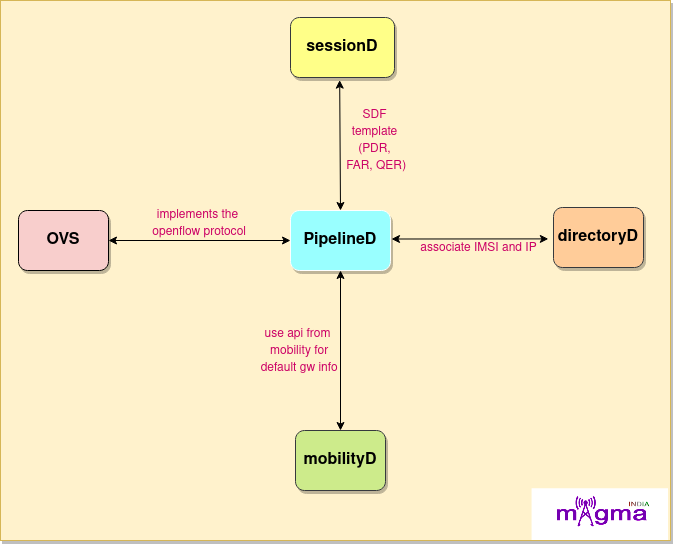 sessionD
SDF
template
(PDR,
FAR, QER)
implements the
openflow protocol
OVS
PipelineD
directoryD
associate IMSI and IP
use api from
mobility for
default gw info
mobilityD
INDIA
magma